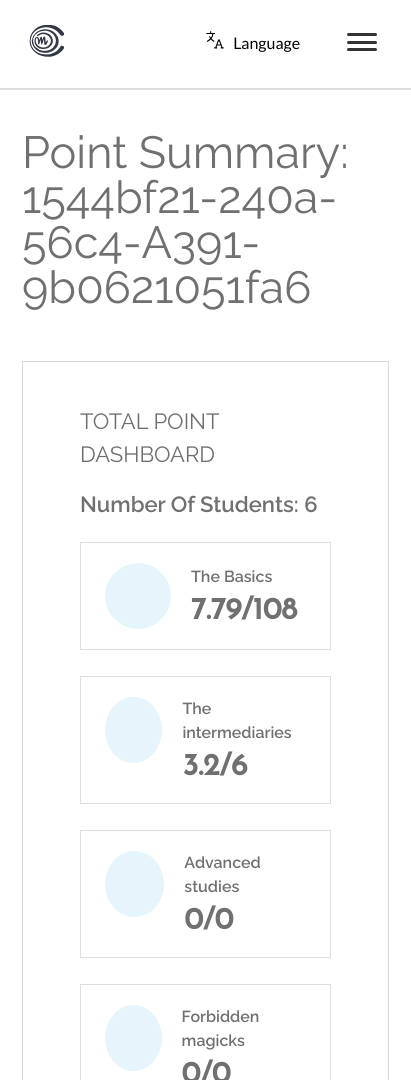 Language
Point Summary:
1544bf21-240a-
56c4-A391-
9b0621051fa6
TOTAL POINT
DASHBOARD
Number Of Students: 6
The Basics
7.79/108
The
intermediaries
3.2/6
Advanced
studies
0/0
Forbidden
magicks
0/0